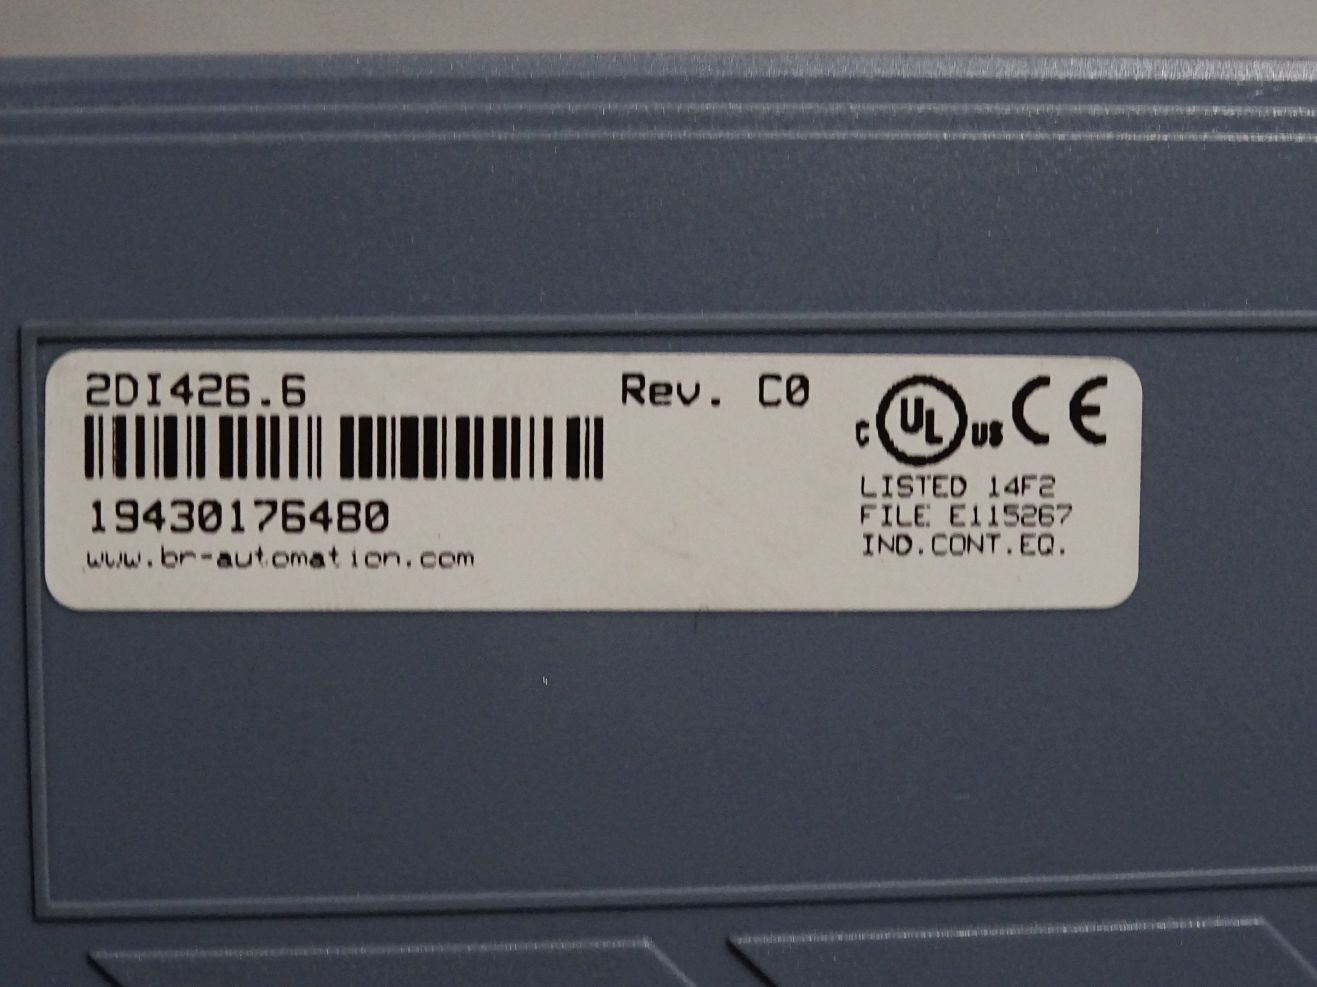 2DI426.6 Rev. C0
19430176480
www.br-automation.com
c UL us CE
LISTED 14F2
FILE E115267
IND.CONT.EQ.